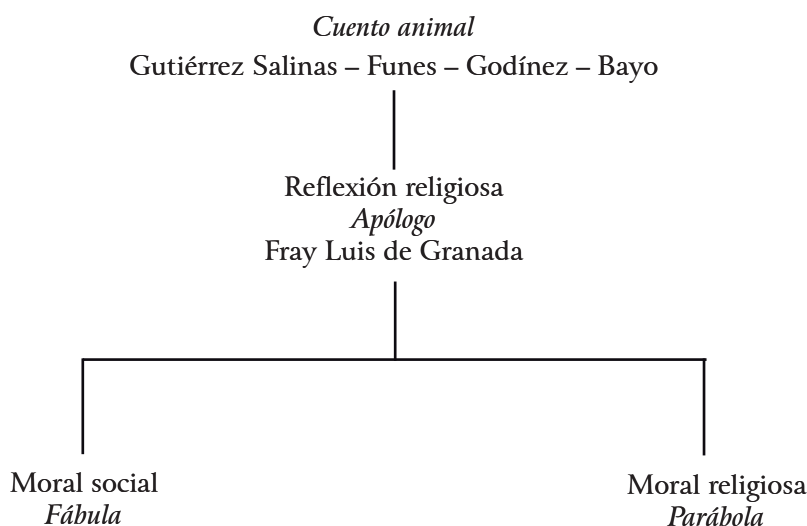 Cuento animal
Gutiérrez Salinas – Funes – Godínez – Bayo
Reflexión religiosa
Apólogo
Fray Luis de Granada
Moral social
Fábula
Moral religiosa
Parábola